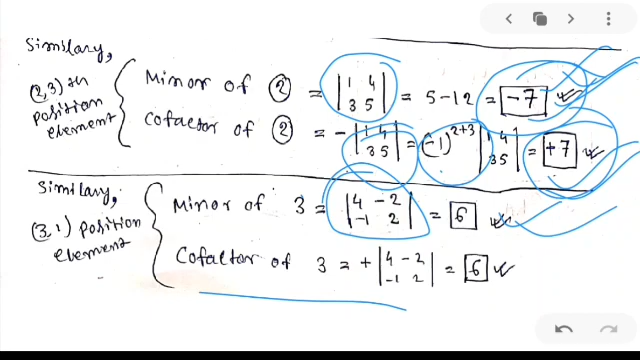 Similary,
(2,3) th position element
Minor of ② = |1 4; 3 5| = 5-12 = -7
Cofactor of ② = -|1 4; 3 5| = (-1)^2+3 |1 4; 3 5| = +7
Similary,
(3,1) position element
Minor of 3 = |4 -2; -1 2| = 6
Cofactor of 3 = +|4 -2; -1 2| = 6